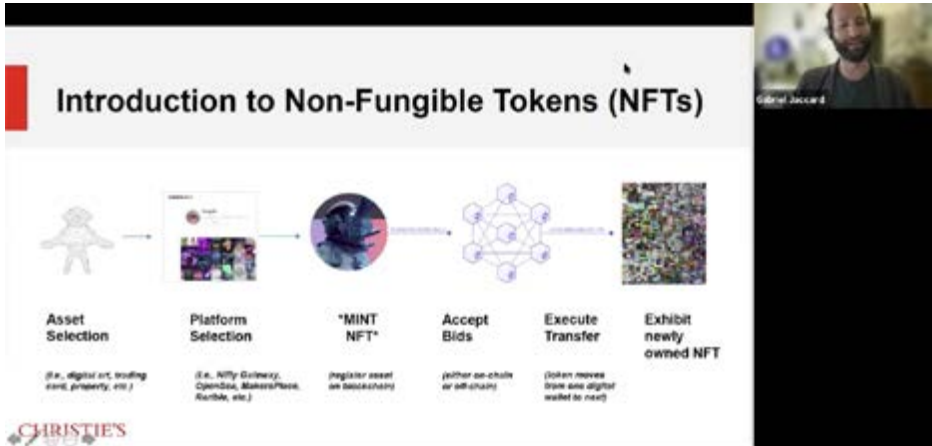 Introduction to Non-Fungible Tokens (NFTs)
Gabriel Jaccard
Asset
Selection
(i.e., digital art, trading
card, property, etc.)
Platform
Selection
(i.e., Nifty Gateway,
OpenSea, MakersPlace,
Rarible, etc.)
*MINT
NFT*
(register asset
on blockchain)
Accept
Bids
(either on-chain
or off-chain)
Execute
Transfer
(token moves
from one digital
wallet to next)
Exhibit
newly
owned NFT
CHRISTIE'S